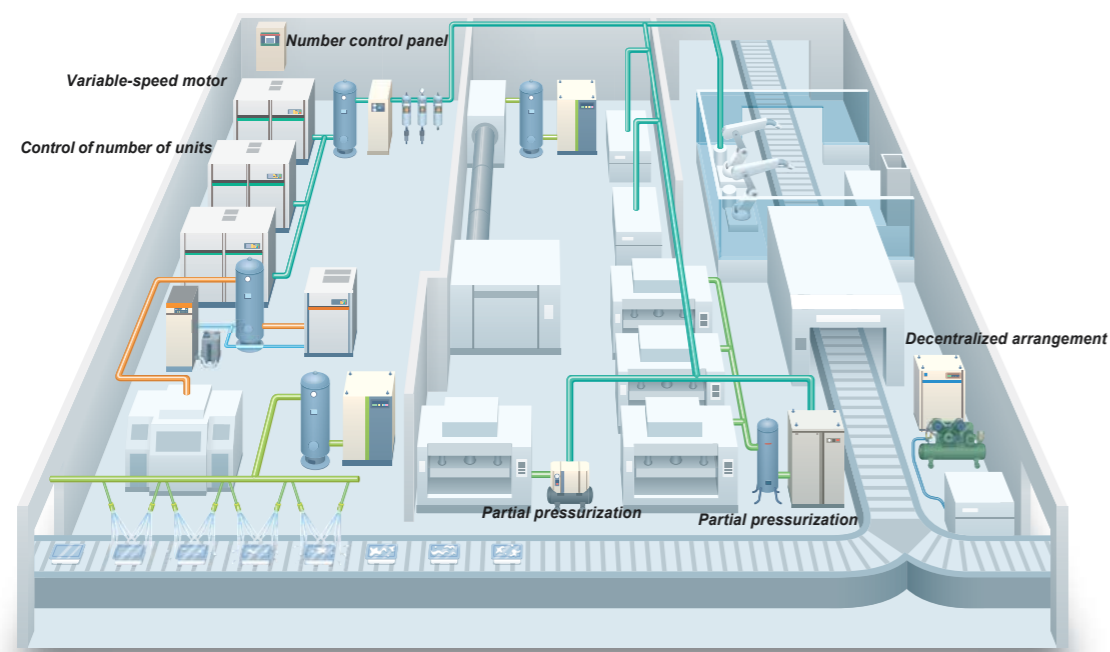 Number control panel
Variable-speed motor
Control of number of units
Decentralized arrangement
Partial pressurization
Partial pressurization